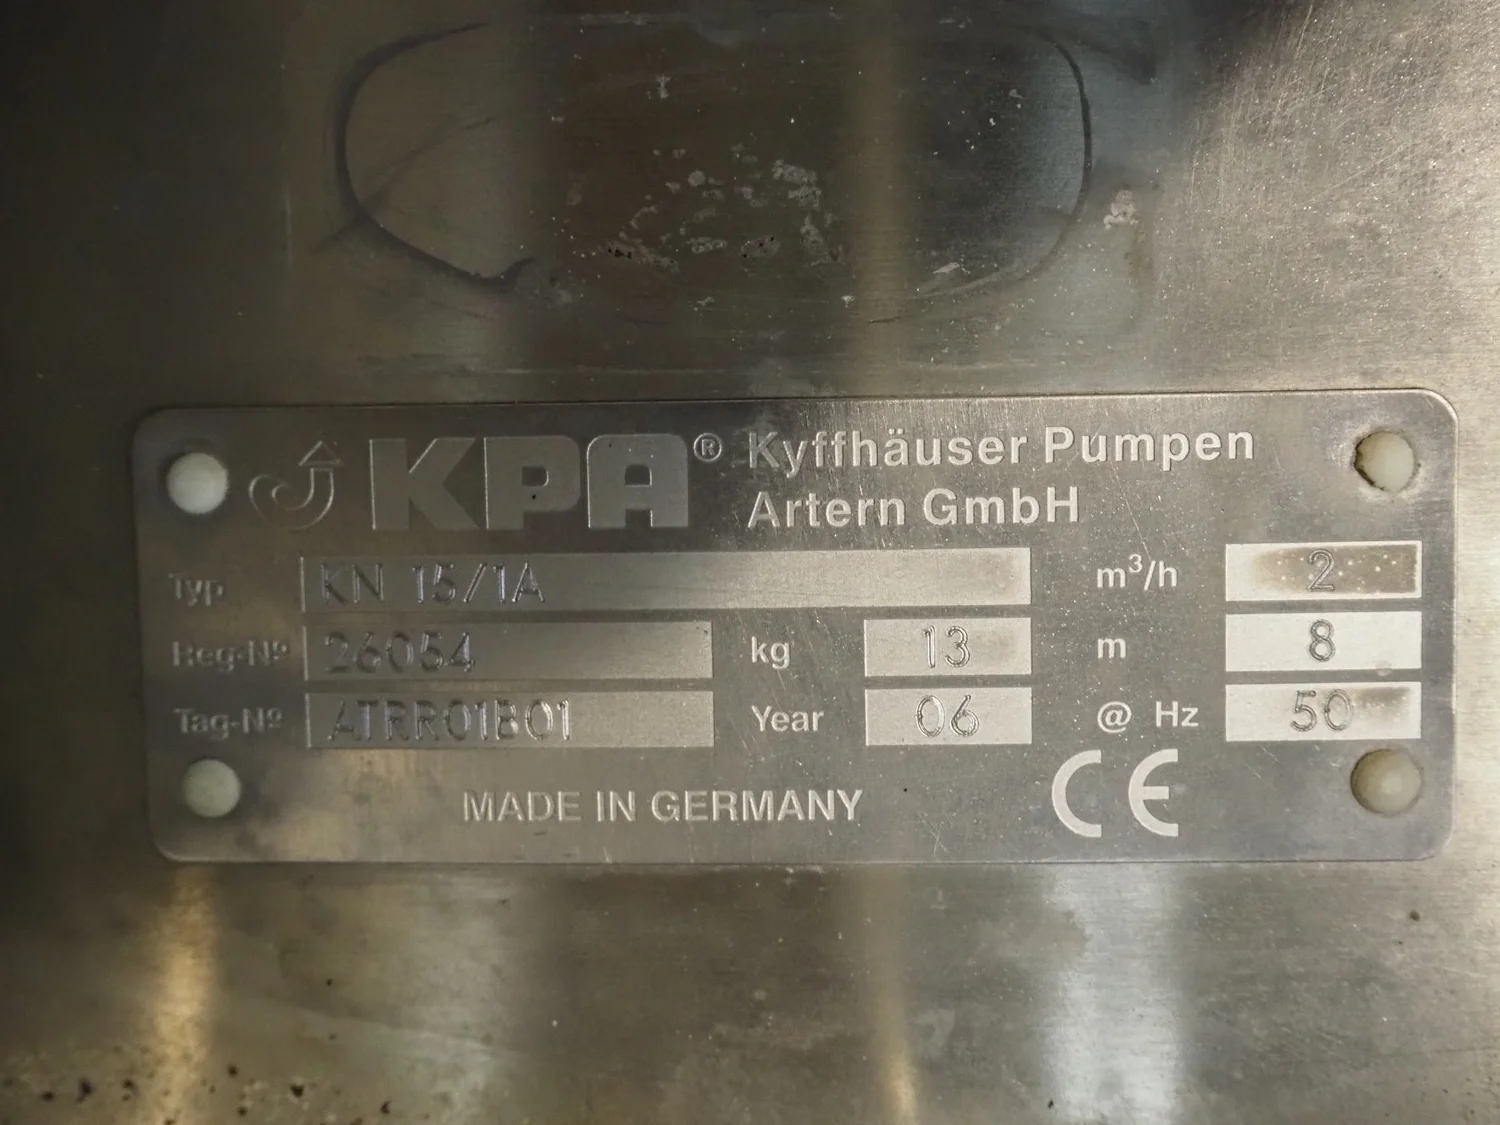 KPA® Kyffhäuser Pumpen
Artern GmbH
Typ KN 15/1A m³/h 2
Reg-Nº 26054 kg 13 m 8
Tag-Nº ATRR01B01 Year 06 @ Hz 50
MADE IN GERMANY CE